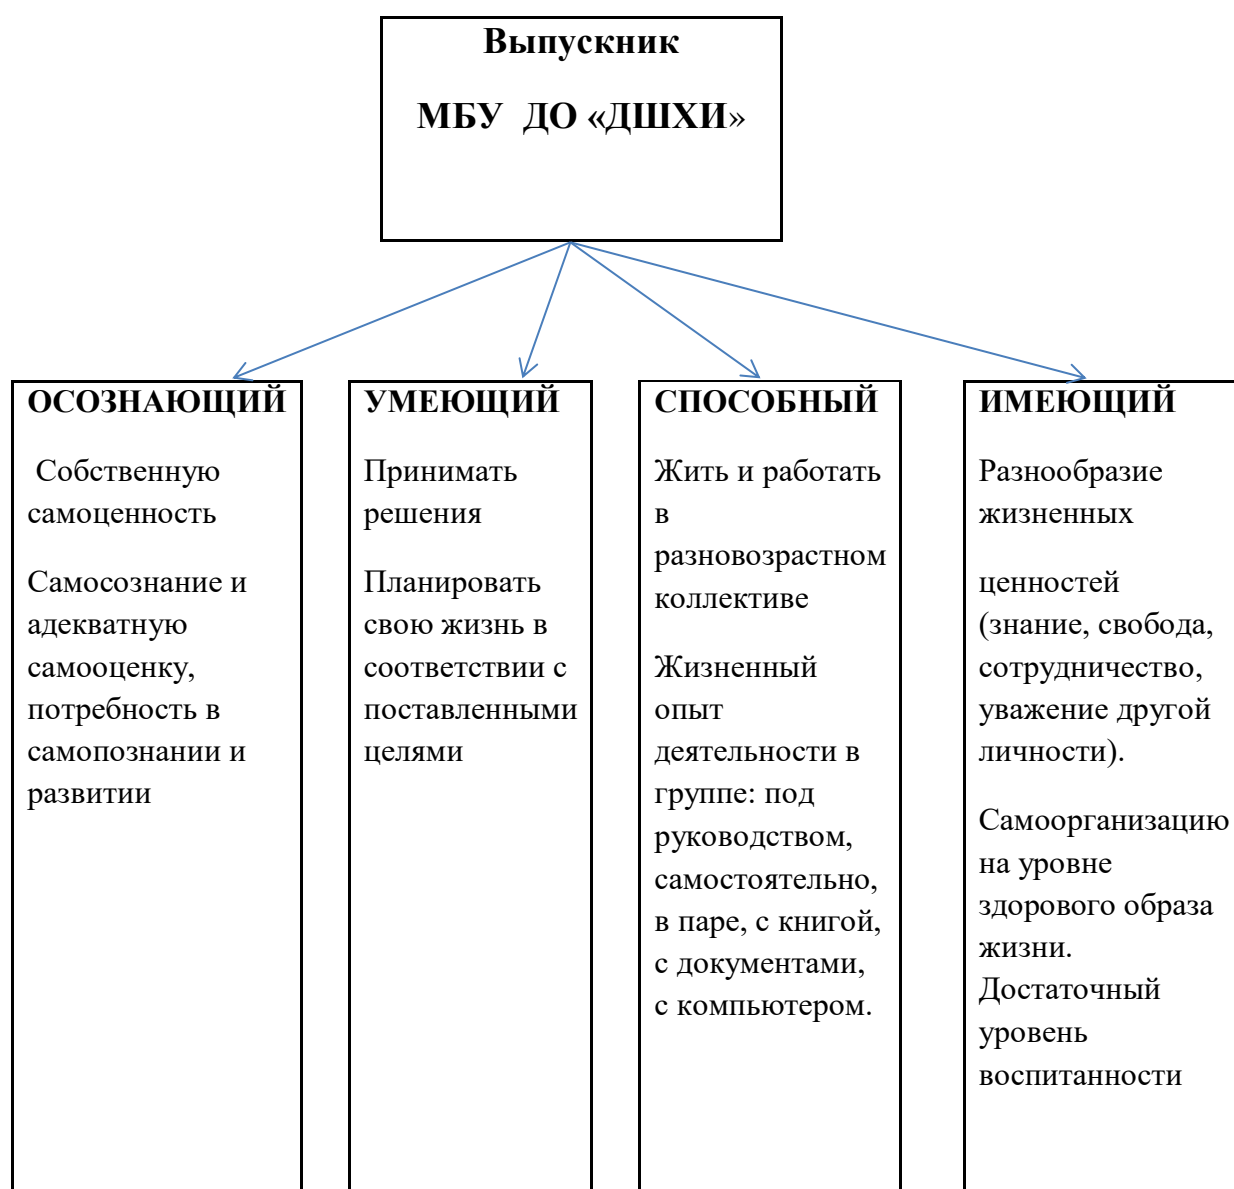 Выпускник
МБУ ДО «ДШХИ»
ОСОЗНАЮЩИЙ
Собственную
самоценность
Самосознание и
адекватную
самооценку,
потребность в
самопознании и
развитии
УМЕЮЩИЙ
Принимать
решения
Планировать
свою жизнь в
соответствии с
поставленными
целями
СПОСОБНЫЙ
Жить и работать
в
разновозрастном
коллективе
Жизненный
опыт
деятельности в
группе: под
руководством,
самостоятельно,
в паре, с книгой,
с документами,
с компьютером.
ИМЕЮЩИЙ
Разнообразие
жизненных
ценностей
(знание, свобода,
сотрудничество,
уважение другой
личности).
Самоорганизацию
на уровне
здорового образа
жизни.
Достаточный
уровень
воспитанности